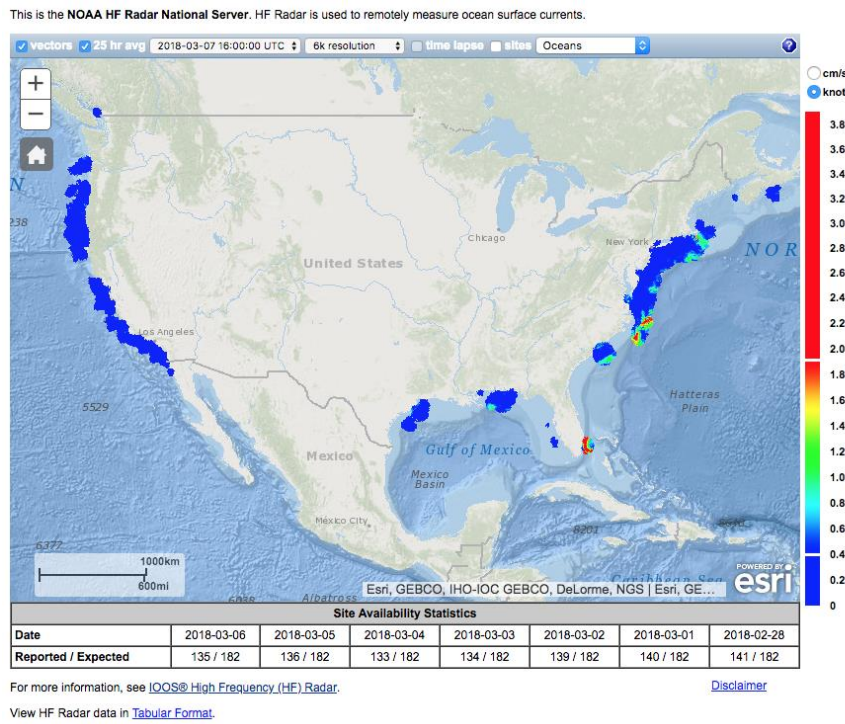 This is the NOAA HF Radar National Server. HF Radar is used to remotely measure ocean surface currents.
vectors 25 hr avg 2018-03-07 16:00:00 UTC 6k resolution time lapse sites Oceans ?
cm/s
knot
+
−
N
238
Chicago
New York
NOR
United States
Los Angeles
5529
Hatteras
Plain
Gulf of Mexico
Mexico
Mexico
Basin
Mexico City
8201
6377
1000km
600mi
6038
Albatross
Caribbean Sea
POWERED BY
esri
Esri, GEBCO, IHO-IOC GEBCO, DeLorme, NGS | Esri, GE...
3.8
3.6
3.4
3.2
3.0
2.8
2.6
2.4
2.2
2.0
1.8
1.6
1.4
1.2
1.0
0.8
0.6
0.4
0.2
0
Site Availability Statistics
Date 2018-03-06 2018-03-05 2018-03-04 2018-03-03 2018-03-02 2018-03-01 2018-02-28
Reported / Expected 135 / 182 136 / 182 133 / 182 134 / 182 139 / 182 140 / 182 141 / 182
For more information, see IOOS® High Frequency (HF) Radar.
Disclaimer
View HF Radar data in Tabular Format.